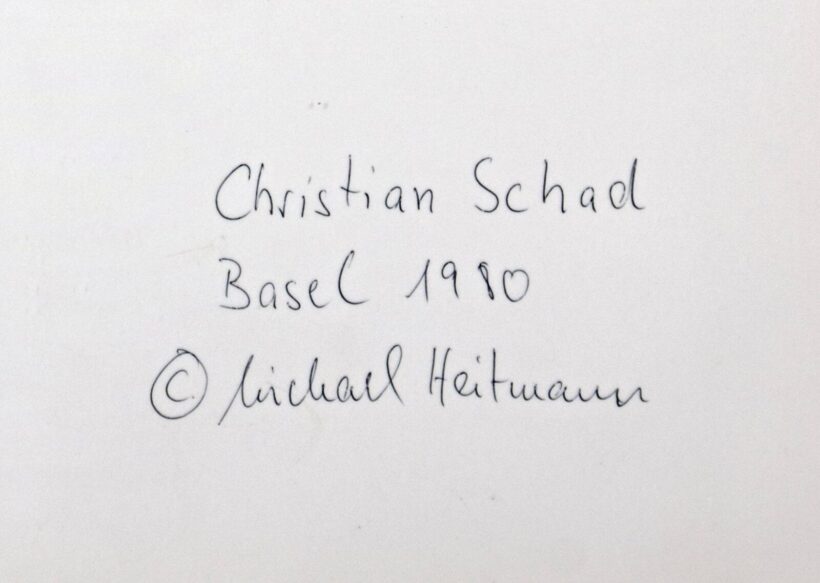 Christian Schad
Basel 1980
© Michael Heitmann